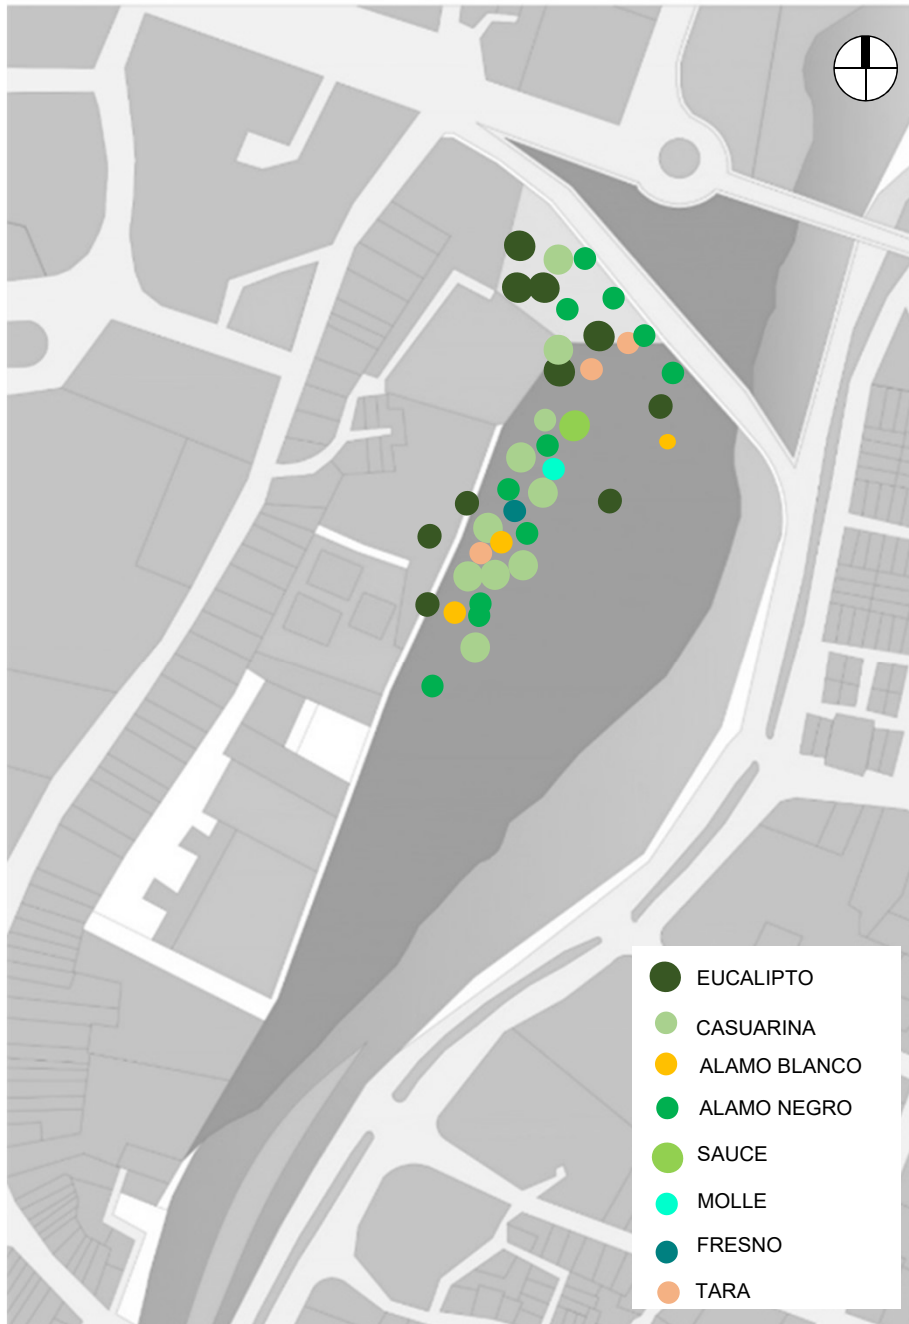 EUCALIPTO
CASUARINA
ALAMO BLANCO
ALAMO NEGRO
SAUCE
MOLLE
FRESNO
TARA